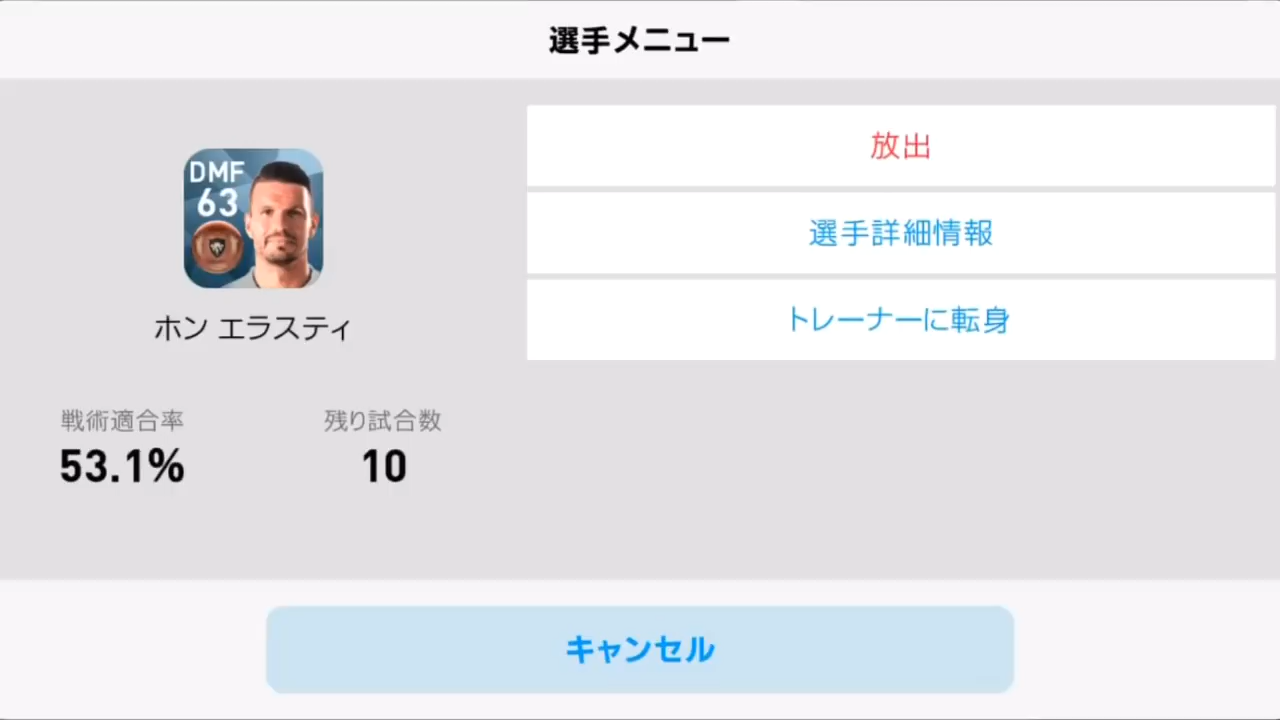 選手メニュー
DMF
63
ホン エラスティ
戦術適合率
残り試合数
53.1%
10
放出
選手詳細情報
トレーナーに転身
キャンセル